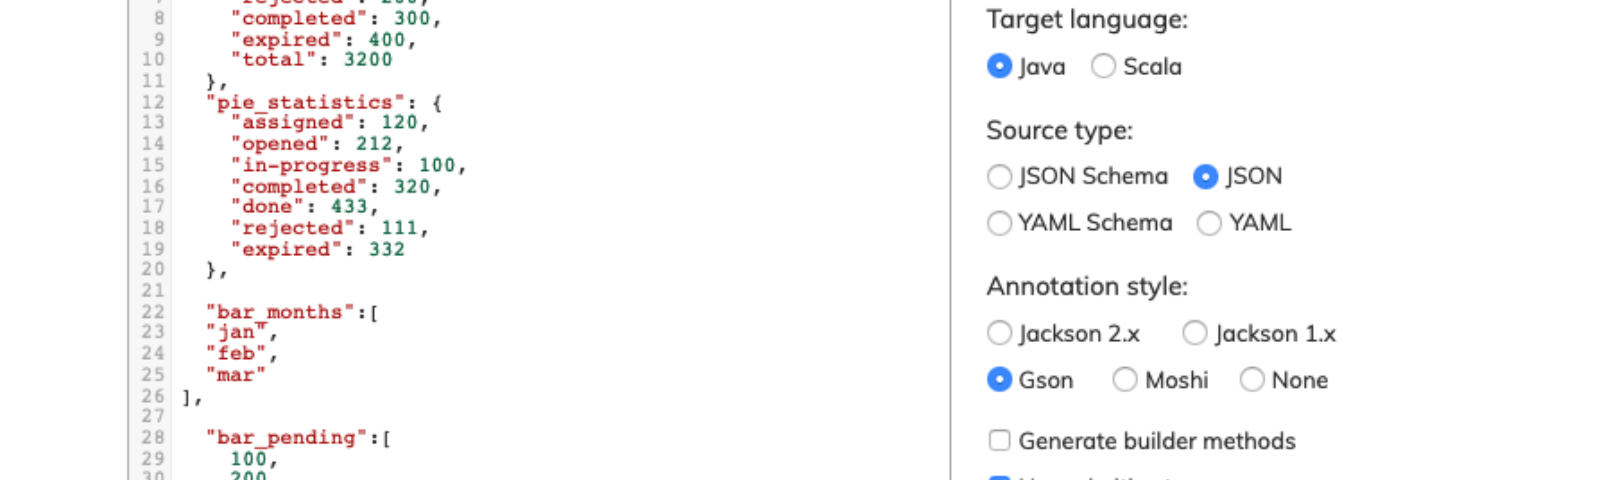 8 "completed": 300,
9 "expired": 400,
10 "total": 3200
11 },
12 "pie_statistics": {
13 "assigned": 120,
14 "opened": 212,
15 "in-progress": 100,
16 "completed": 320,
17 "done": 433,
18 "rejected": 111,
19 "expired": 332
20 },
21
22 "bar_months":[
23 "jan",
24 "feb",
25 "mar"
26 ],
27
28 "bar_pending":[
29 100,
30 200
Target language:
Java Scala
Source type:
JSON Schema JSON
YAML Schema YAML
Annotation style:
Jackson 2.x Jackson 1.x
Gson Moshi None
Generate builder methods